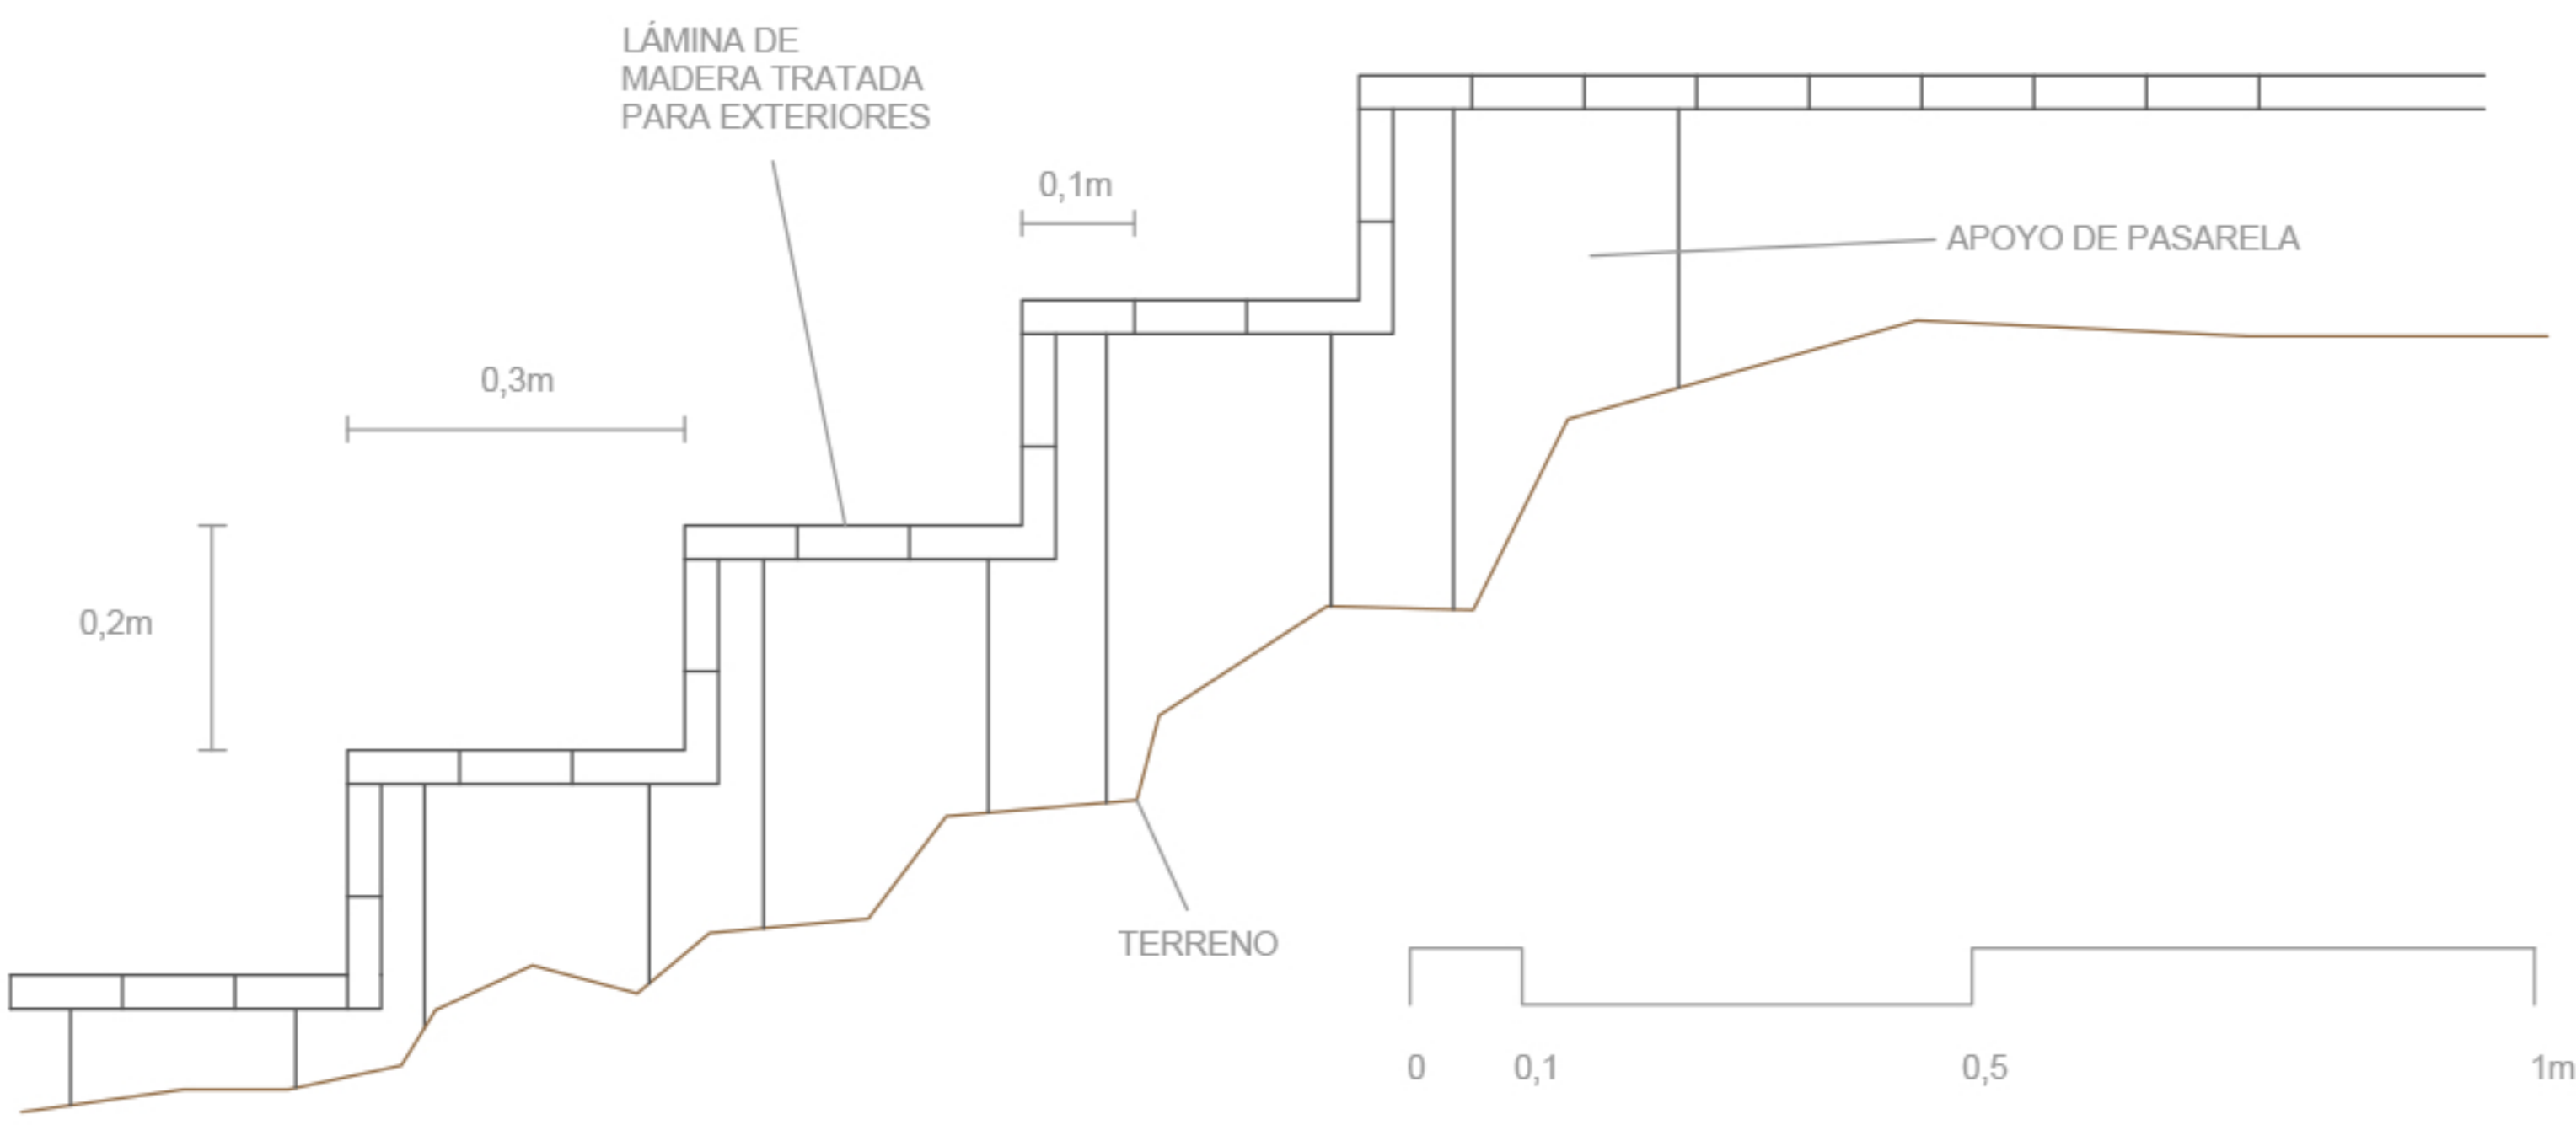 LÁMINA DE
MADERA TRATADA
PARA EXTERIORES
0,1m
APOYO DE PASARELA
0,3m
0,2m
TERRENO
0 0,1 0,5 1m